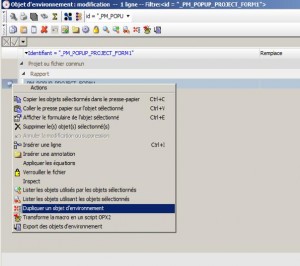 Objet d'environnement : modification -- 1 ligne -- Filtre:<id = "_PM_POPUP_PROJECT_FORM1">
id = "_PM_POPU
Identifiant = "_PM_POPUP_PROJECT_FORM1" Remplace
Projet ou fichier commun
Rapport
Actions
Copier les objets sélectionnés dans le presse-papier Ctrl+C
Coller le presse papier sur l'objet sélectionné Ctrl+V
Afficher le formulaire de l'objet sélectionné Ctrl+E
Supprimer le(s) objet(s) sélectionné(s)
Annuler la modification ou suppression
Insérer une ligne Ctrl+I
Insérer une annotation
Appliquer les équations
Verrouiller le fichier
Inspect
Lister les objets utilisés par les objets sélectionnés
Lister les objets utilisant les objets sélectionnés
Dupliquer un objet d'environnement
Transforme la macro en un script OPX2
Export des objets d'environnement